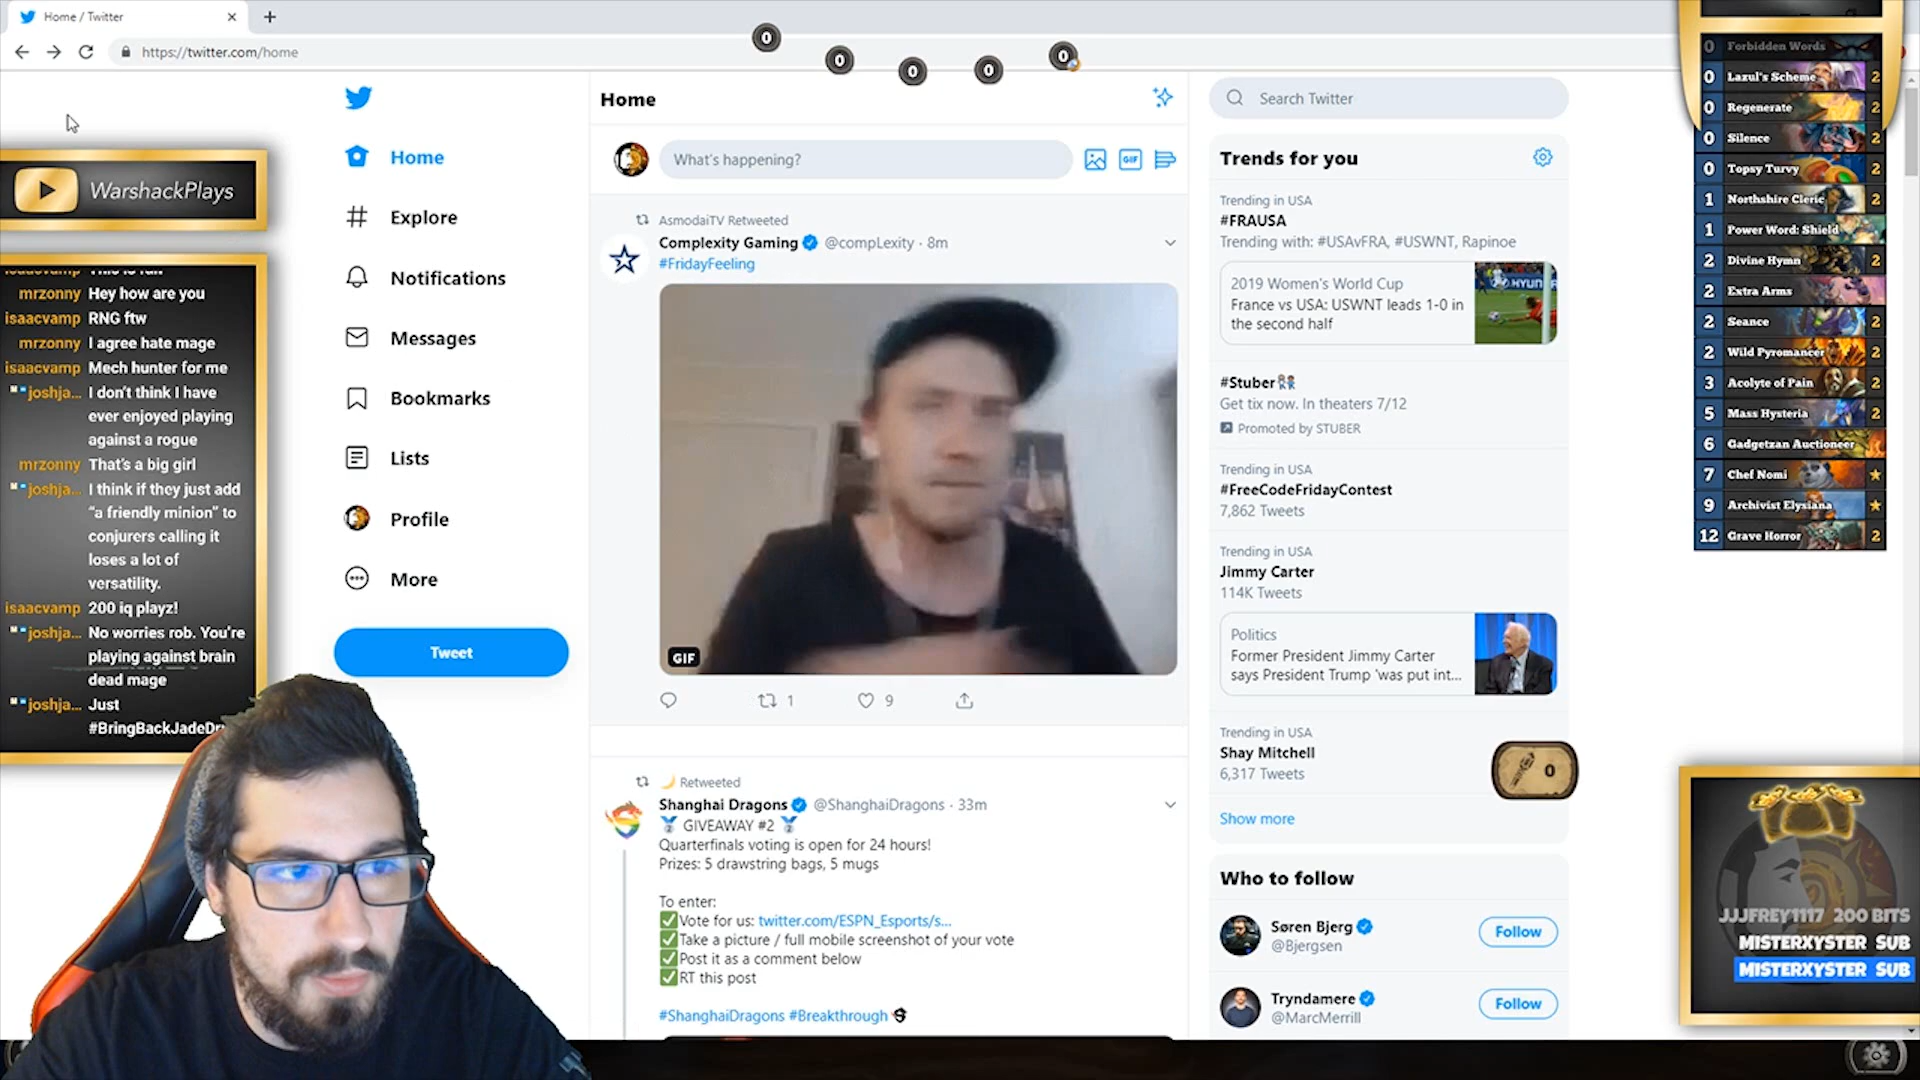 Home / Twitter
https://twitter.com/home
0
0
0
0
0
WarshackPlays
mrzonny Hey how are you
isaacvamp RNG ftw
mrzonny I agree hate mage
isaacvamp Mech hunter for me
joshja... I don't think I have
ever enjoyed playing
against a rogue
mrzonny That's a big girl
joshja... I think if they just add
"a friendly minion" to
conjurers calling it
loses a lot of
versatility.
isaacvamp 200 iq playz!
joshja... No worries rob. You're
playing against brain
dead mage
joshja... Just
#BringBackJadeDr
Home
Explore
Notifications
Messages
Bookmarks
Lists
Profile
More
Tweet
Home
What's happening?
GIF
AsmodaiTV Retweeted
Complexity Gaming @compLexity · 8m
#FridayFeeling
GIF
1
9
Retweeted
Shanghai Dragons @ShanghaiDragons · 33m
GIVEAWAY #2
Quarterfinals voting is open for 24 hours!
Prizes: 5 drawstring bags, 5 mugs
To enter:
Vote for us: twitter.com/ESPN_Esports/s...
Take a picture / full mobile screenshot of your vote
Post it as a comment below
RT this post
#ShanghaiDragons #Breakthrough
Search Twitter
Trends for you
Trending in USA
#FRAUSA
Trending with: #USAvFRA, #USWNT, Rapinoe
2019 Women's World Cup
France vs USA: USWNT leads 1-0 in
the second half
HYUN
#Stuber
Get tix now. In theaters 7/12
Promoted by STUBER
Trending in USA
#FreeCodeFridayContest
7,862 Tweets
Trending in USA
Jimmy Carter
114K Tweets
Politics
Former President Jimmy Carter
says President Trump 'was put int...
Trending in USA
Shay Mitchell
6,317 Tweets
0
Show more
Who to follow
Søren Bjerg
@Bjergsen
Follow
Tryndamere
@MarcMerrill
Follow
0 Forbidden Words
0 Lazul's Scheme 2
0 Regenerate 2
0 Silence 2
0 Topsy Turvy 2
1 Northshire Cleric 2
1 Power Word: Shield 2
2 Divine Hymn 2
2 Extra Arms 2
2 Seance 2
2 Wild Pyromancer 2
3 Acolyte of Pain 2
5 Mass Hysteria 2
6 Gadgetzan Auctioneer
7 Chef Nomi
9 Archivist Elysiana
12 Grave Horror 2
JJJFREY1117 200 BITS
MISTERXYSTER SUB
MISTERXYSTER SUB